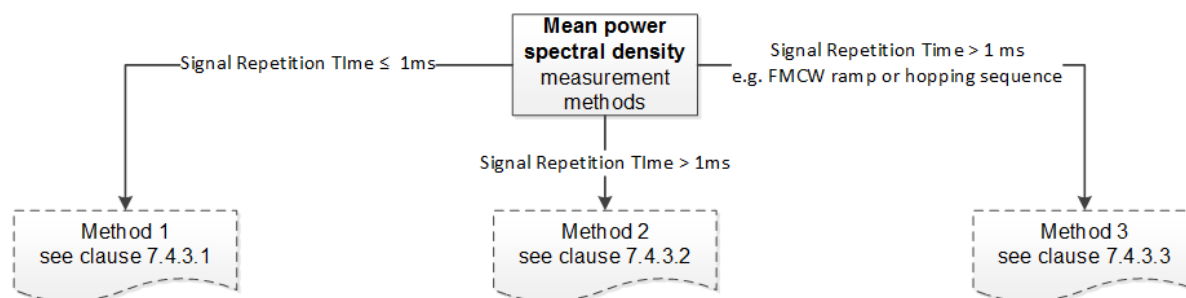 Mean power
spectral density
measurement
methods
Signal Repetition TIme ≤ 1ms
Signal Repetition Time > 1 ms
e.g. FMCW ramp or hopping sequence
Signal Repetition TIme > 1ms
Method 1
see clause 7.4.3.1
Method 2
see clause 7.4.3.2
Method 3
see clause 7.4.3.3